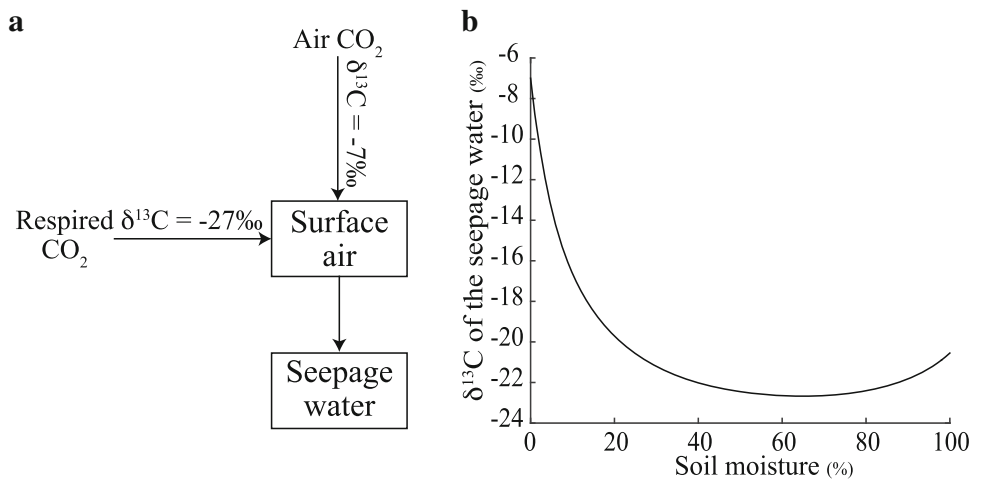 a
Air CO₂
δ¹³C = -7‰
Respired δ¹³C = -27‰
CO₂
Surface
air
Seepage
water
b
δ¹³C of the seepage water (‰)
-6
-8
-10
-12
-14
-16
-18
-20
-22
-24
0 20 40 60 80 100
Soil moisture (%)